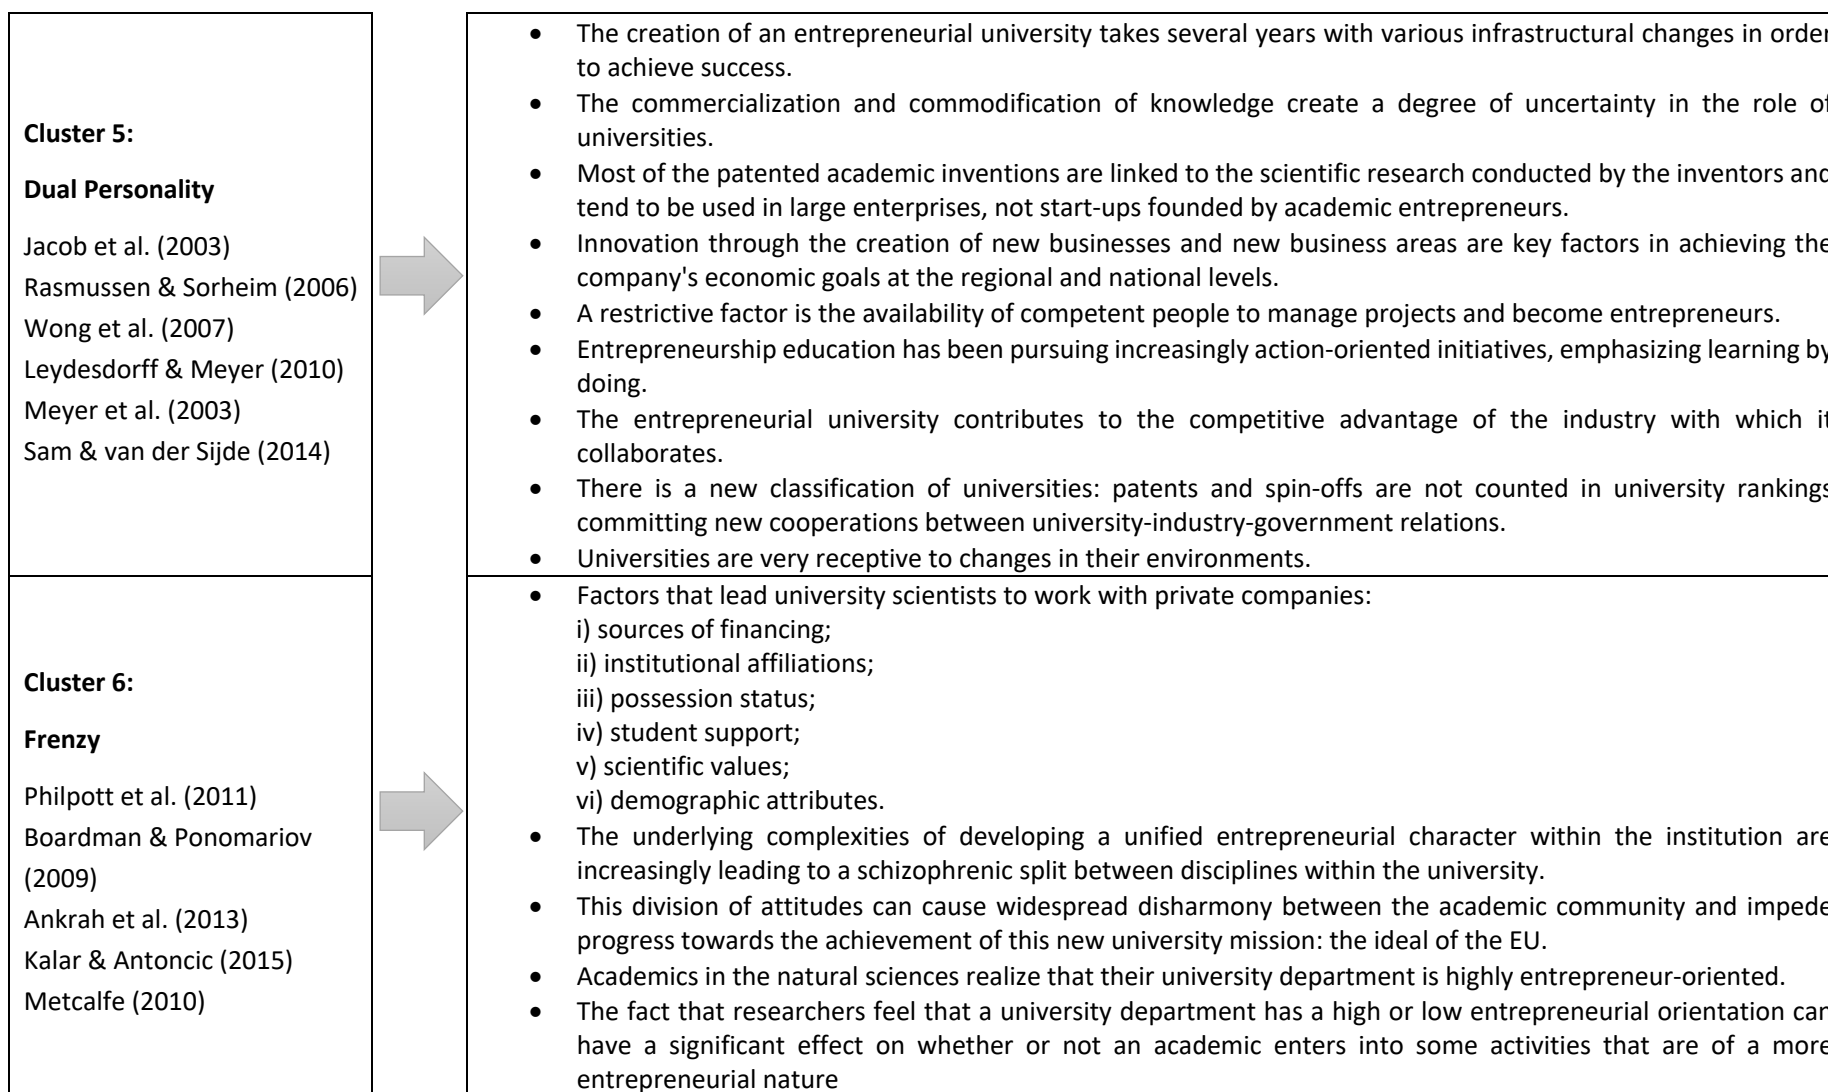 Cluster 5:
Dual Personality
Jacob et al. (2003)
Rasmussen & Sorheim (2006)
Wong et al. (2007)
Leydesdorff & Meyer (2010)
Meyer et al. (2003)
Sam & van der Sijde (2014)
• The creation of an entrepreneurial university takes several years with various infrastructural changes in order
to achieve success.
• The commercialization and commodification of knowledge create a degree of uncertainty in the role of
universities.
• Most of the patented academic inventions are linked to the scientific research conducted by the inventors and
tend to be used in large enterprises, not start-ups founded by academic entrepreneurs.
• Innovation through the creation of new businesses and new business areas are key factors in achieving the
company's economic goals at the regional and national levels.
• A restrictive factor is the availability of competent people to manage projects and become entrepreneurs.
• Entrepreneurship education has been pursuing increasingly action-oriented initiatives, emphasizing learning by
doing.
• The entrepreneurial university contributes to the competitive advantage of the industry with which it
collaborates.
• There is a new classification of universities: patents and spin-offs are not counted in university rankings
committing new cooperations between university-industry-government relations.
• Universities are very receptive to changes in their environments.
Cluster 6:
Frenzy
Philpott et al. (2011)
Boardman & Ponomariov
(2009)
Ankrah et al. (2013)
Kalar & Antoncic (2015)
Metcalfe (2010)
• Factors that lead university scientists to work with private companies:
i) sources of financing;
ii) institutional affiliations;
iii) possession status;
iv) student support;
v) scientific values;
vi) demographic attributes.
• The underlying complexities of developing a unified entrepreneurial character within the institution are
increasingly leading to a schizophrenic split between disciplines within the university.
• This division of attitudes can cause widespread disharmony between the academic community and impede
progress towards the achievement of this new university mission: the ideal of the EU.
• Academics in the natural sciences realize that their university department is highly entrepreneur-oriented.
• The fact that researchers feel that a university department has a high or low entrepreneurial orientation can
have a significant effect on whether or not an academic enters into some activities that are of a more
entrepreneurial nature